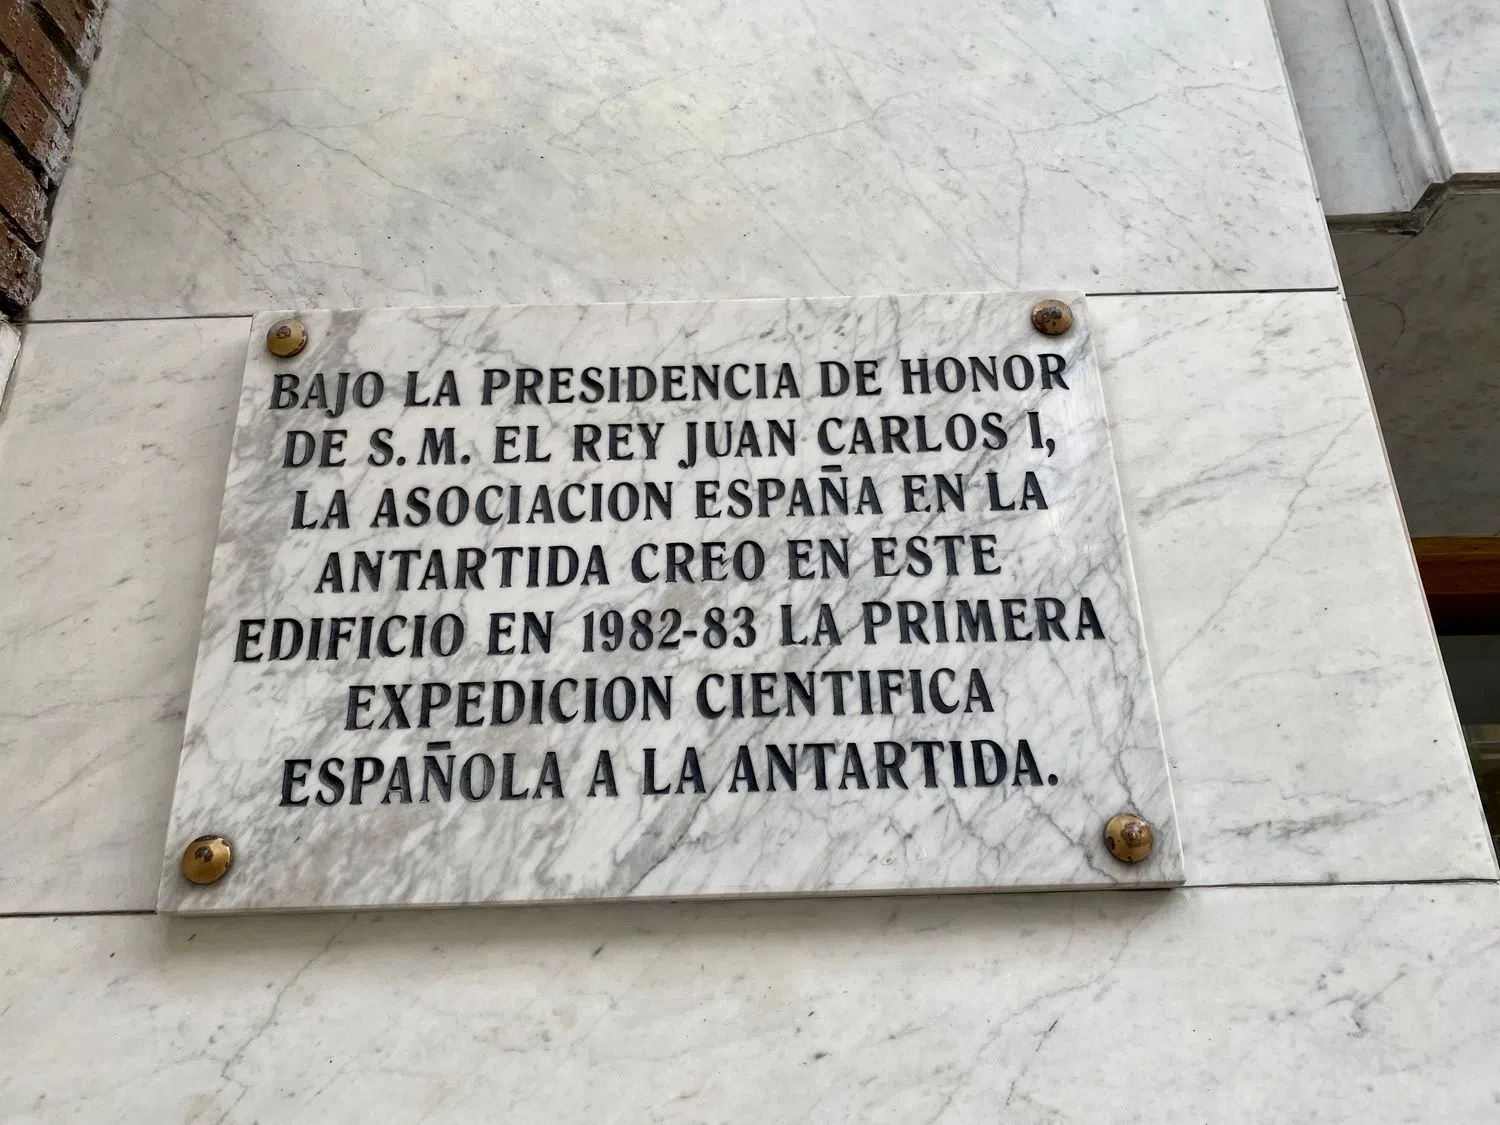 BAJO LA PRESIDENCIA DE HONOR
DE S. M. EL REY JUAN CARLOS I,
LA ASOCIACION ESPAÑA EN LA
ANTARTIDA CREO EN ESTE
EDIFICIO EN 1982-83 LA PRIMERA
EXPEDICION CIENTIFICA
ESPAÑOLA A LA ANTARTIDA.